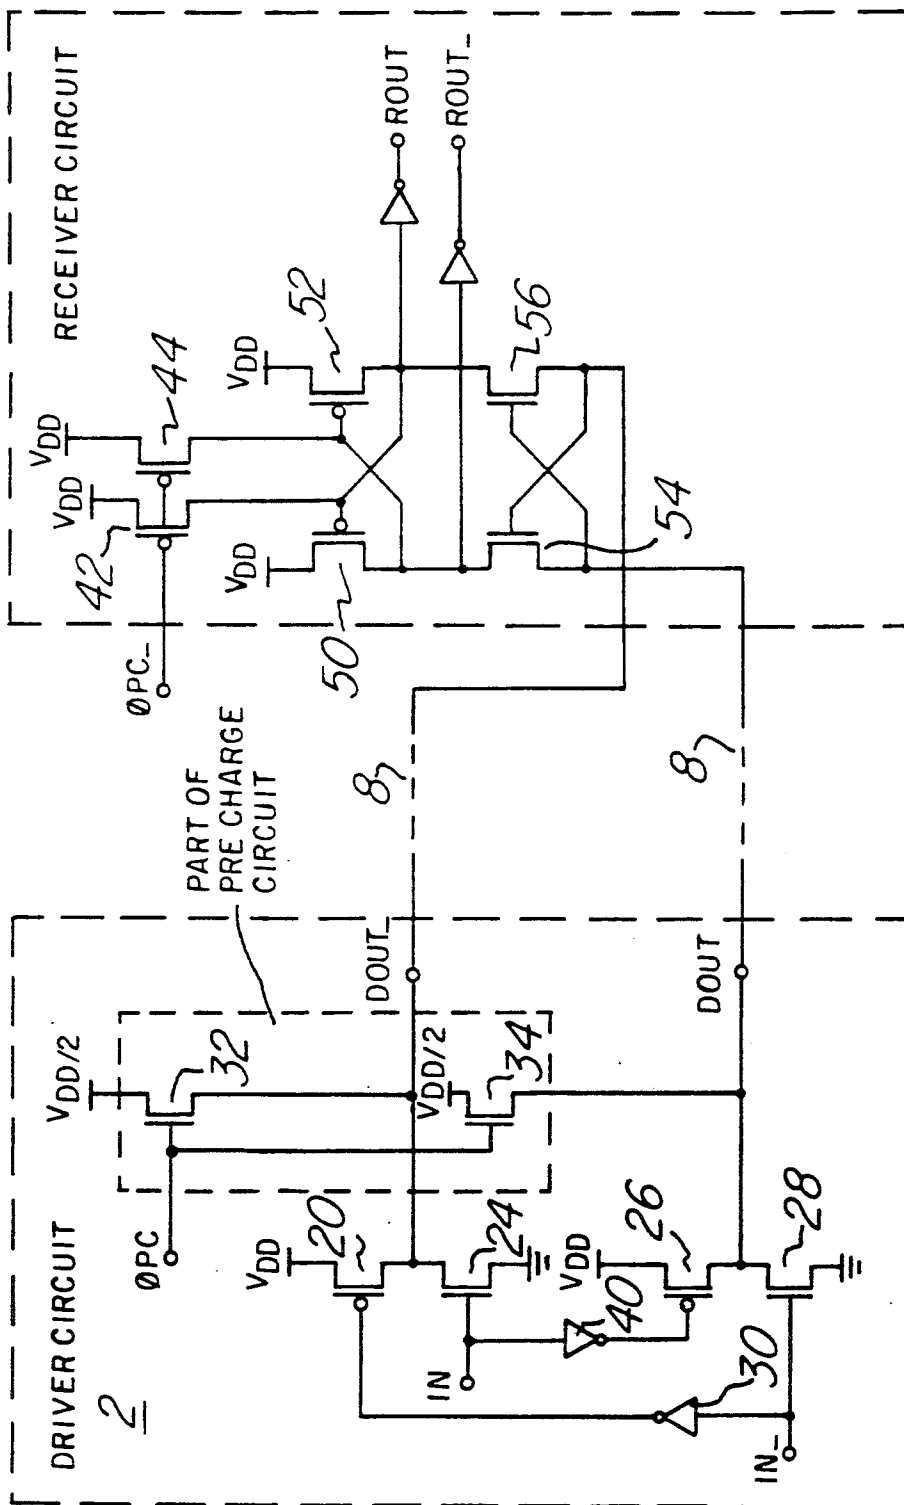 DRIVER CIRCUIT
2
ØPC
VDD/2
32
PART OF
PRE CHARGE
CIRCUIT
VDD
20
IN
24
VDD/2
34
DOUT_
8
40
VDD
26
30
28
IN_
DOUT
8
RECEIVER CIRCUIT
ØPC_
42
VDD
VDD
44
VDD
50
VDD
52
ROUT
ROUT_
54
56